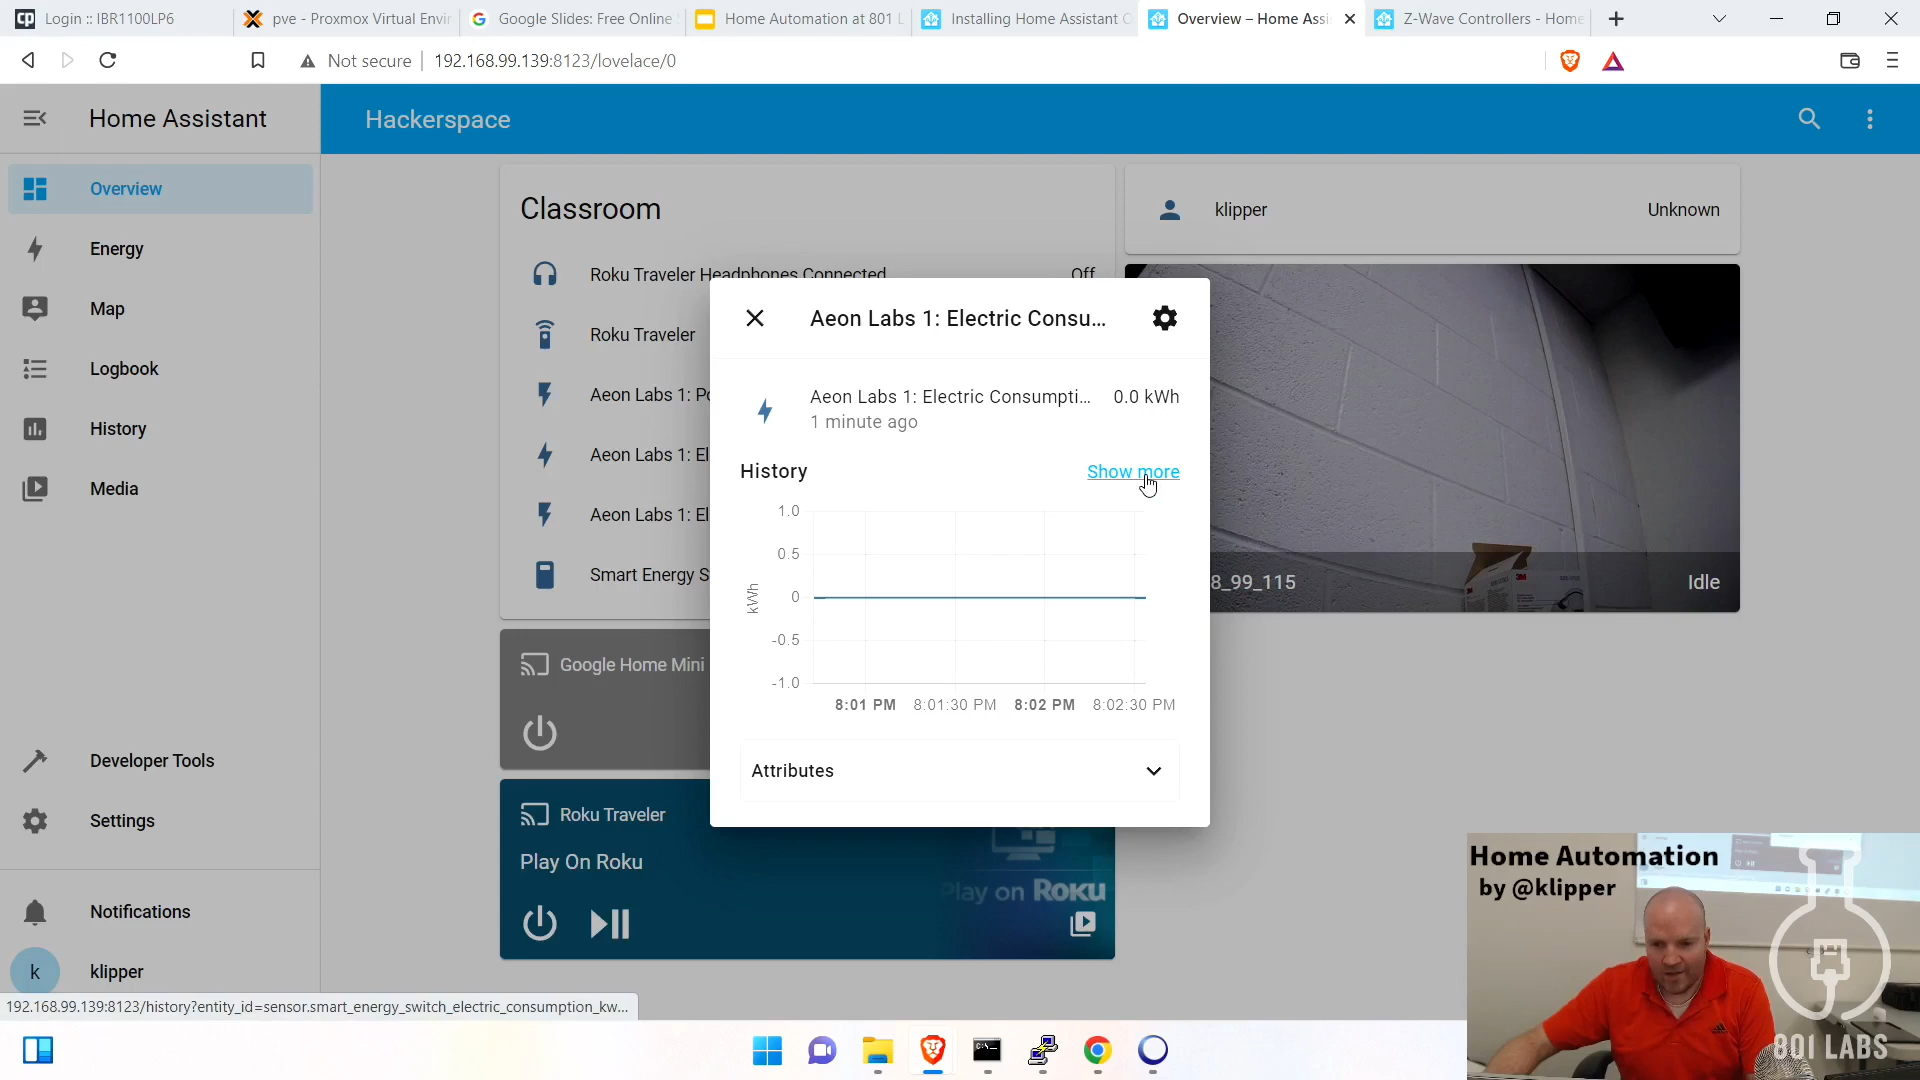 Login :: IBR1100LP6
pve - Proxmox Virtual Envir
Google Slides: Free Online
Home Automation at 801 L
Installing Home Assistant C
Overview – Home Assi
Z-Wave Controllers - Home
Not secure
192.168.99.139:8123/lovelace/0
Home Assistant
Hackerspace
Overview
Energy
Map
Logbook
History
Media
Developer Tools
Settings
Notifications
k
klipper
Classroom
Roku Traveler Headphones Connected
Off
Roku Traveler
Aeon Labs 1: Po
Aeon Labs 1: El
Aeon Labs 1: El
Smart Energy S
Google Home Mini
Roku Traveler
Play On Roku
Play on Roku
klipper
Unknown
8_99_115
Idle
Aeon Labs 1: Electric Consu...
Aeon Labs 1: Electric Consumpti...
0.0 kWh
1 minute ago
History
Show more
1.0
0.5
0
-0.5
-1.0
kWh
8:01 PM
8:01:30 PM
8:02 PM
8:02:30 PM
Attributes
3M
192.168.99.139:8123/history?entity_id=sensor.smart_energy_switch_electric_consumption_kw...
Home Automation
by @klipper
801 LABS